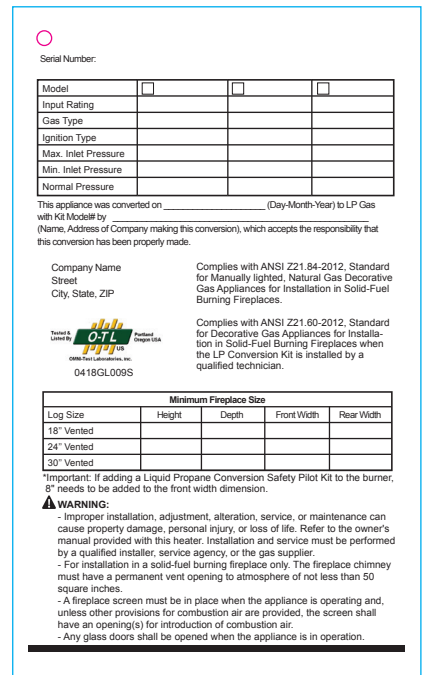 Serial Number:
Model
Input Rating
Gas Type
Ignition Type
Max. Inlet Pressure
Min. Inlet Pressure
Normal Pressure
This appliance was converted on ______________________ (Day-Month-Year) to LP Gas
with Kit Model# by ______________________________________________
(Name, Address of Company making this conversion), which accepts the responsibility that
this conversion has been properly made.
Company Name
Street
City, State, ZIP
Complies with ANSI Z21.84-2012, Standard
for Manually lighted, Natural Gas Decorative
Gas Appliances for Installation in Solid-Fuel
Burning Fireplaces.
Complies with ANSI Z21.60-2012, Standard
for Decorative Gas Appliances for Installa-
tion in Solid-Fuel Burning Fireplaces when
the LP Conversion Kit is installed by a
qualified technician.
Tested &
Listed By
O-TL
US
Portland
Oregon USA
OMNI-Test Laboratories, Inc.
0418GL009S
Minimum Fireplace Size
Log Size Height Depth Front Width Rear Width
18" Vented
24" Vented
30" Vented
*Important: If adding a Liquid Propane Conversion Safety Pilot Kit to the burner,
8" needs to be added to the front width dimension.
WARNING:
- Improper installation, adjustment, alteration, service, or maintenance can
cause property damage, personal injury, or loss of life. Refer to the owner's
manual provided with this heater. Installation and service must be performed
by a qualified installer, service agency, or the gas supplier.
- For installation in a solid-fuel burning fireplace only. The fireplace chimney
must have a permanent vent opening to atmosphere of not less than 50
square inches.
- A fireplace screen must be in place when the appliance is operating and,
unless other provisions for combustion air are provided, the screen shall
have an opening(s) for introduction of combustion air.
- Any glass doors shall be opened when the appliance is in operation.